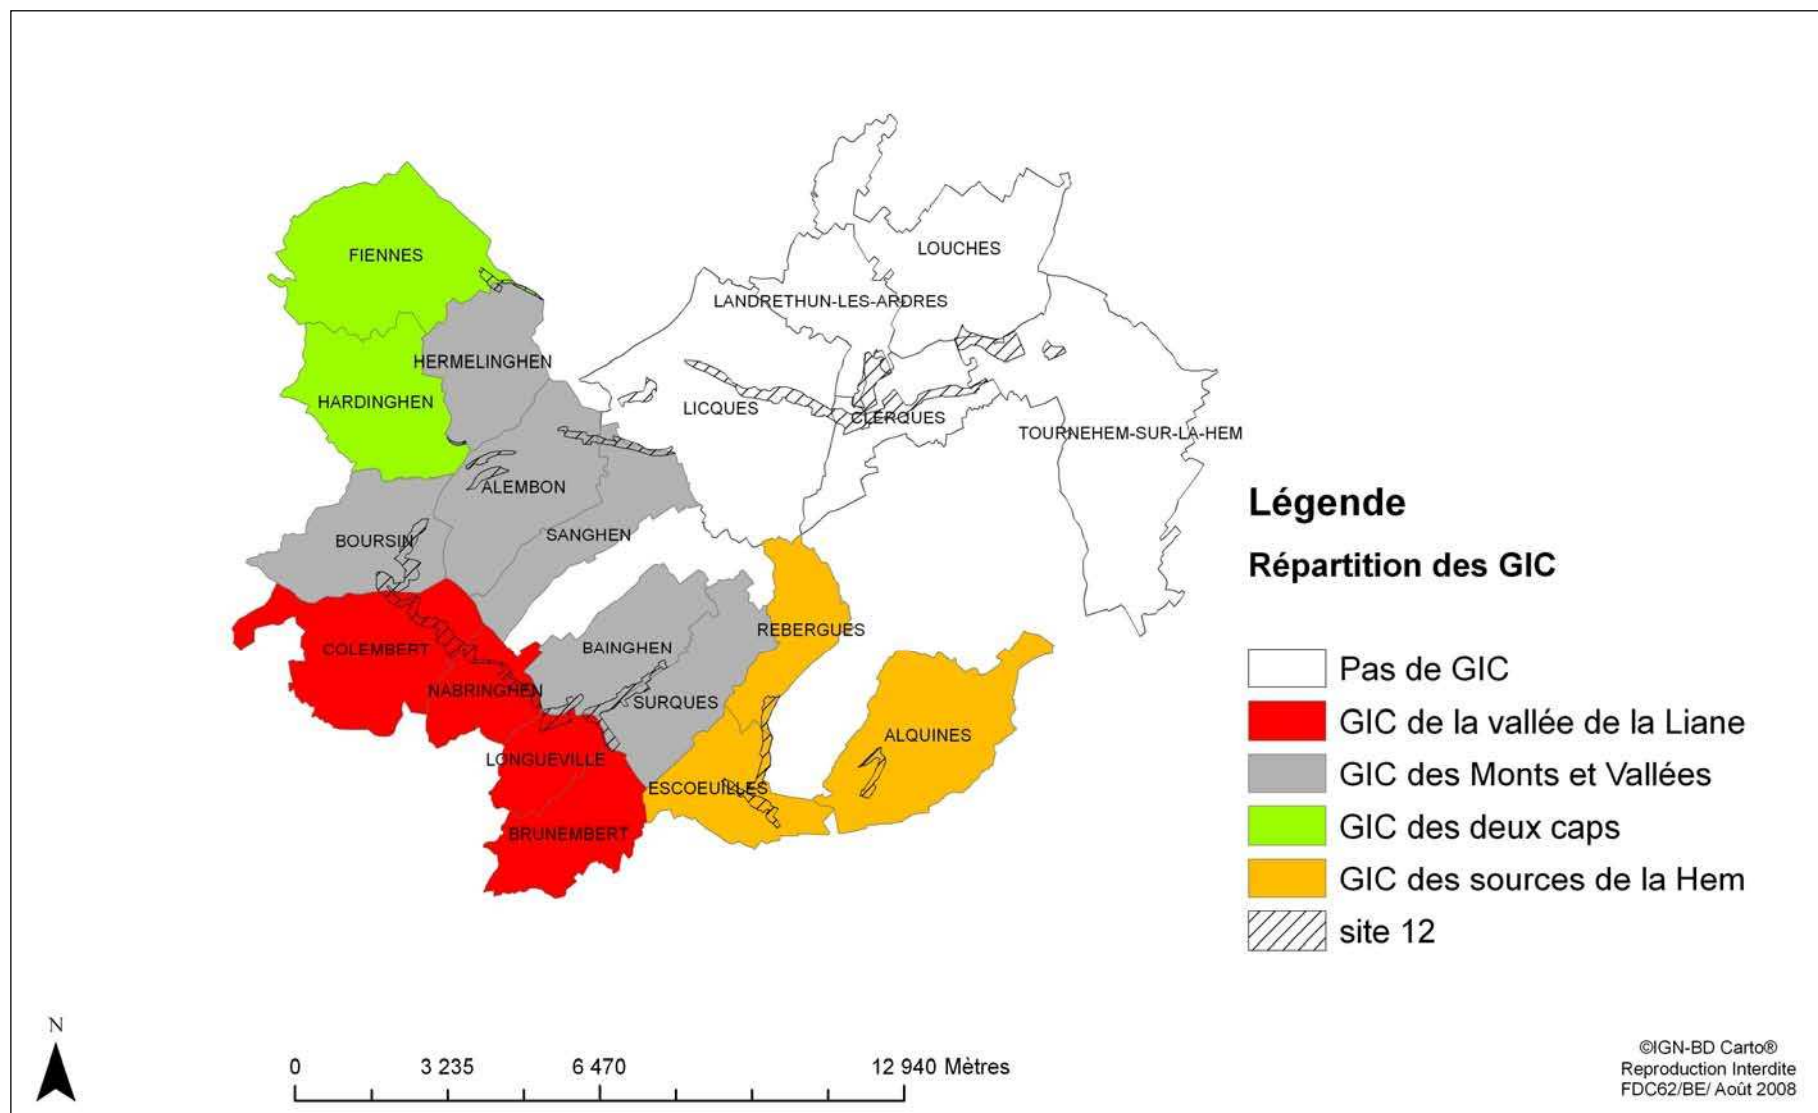 FIENNES
LOUCHES
LANDRETHUN-LES-ARDRES
HERMELINGHEN
HARDINGHEN
LICQUES
CLERQUES
TOURNEHEM-SUR-LA-HEM
ALEMBON
SANGHEN
BOURSIN
REBERGUES
COLEMBERT
BAINGHEN
NABRINGHEN
SURQUES
ALQUINES
LONGUEVILLE
ESCOEUILLES
BRUNEMBERT
Légende
Répartition des GIC
Pas de GIC
GIC de la vallée de la Liane
GIC des Monts et Vallées
GIC des deux caps
GIC des sources de la Hem
site 12
N
0 3 235 6 470 12 940 Mètres
©IGN-BD Carto®
Reproduction Interdite
FDC62/BE/ Août 2008